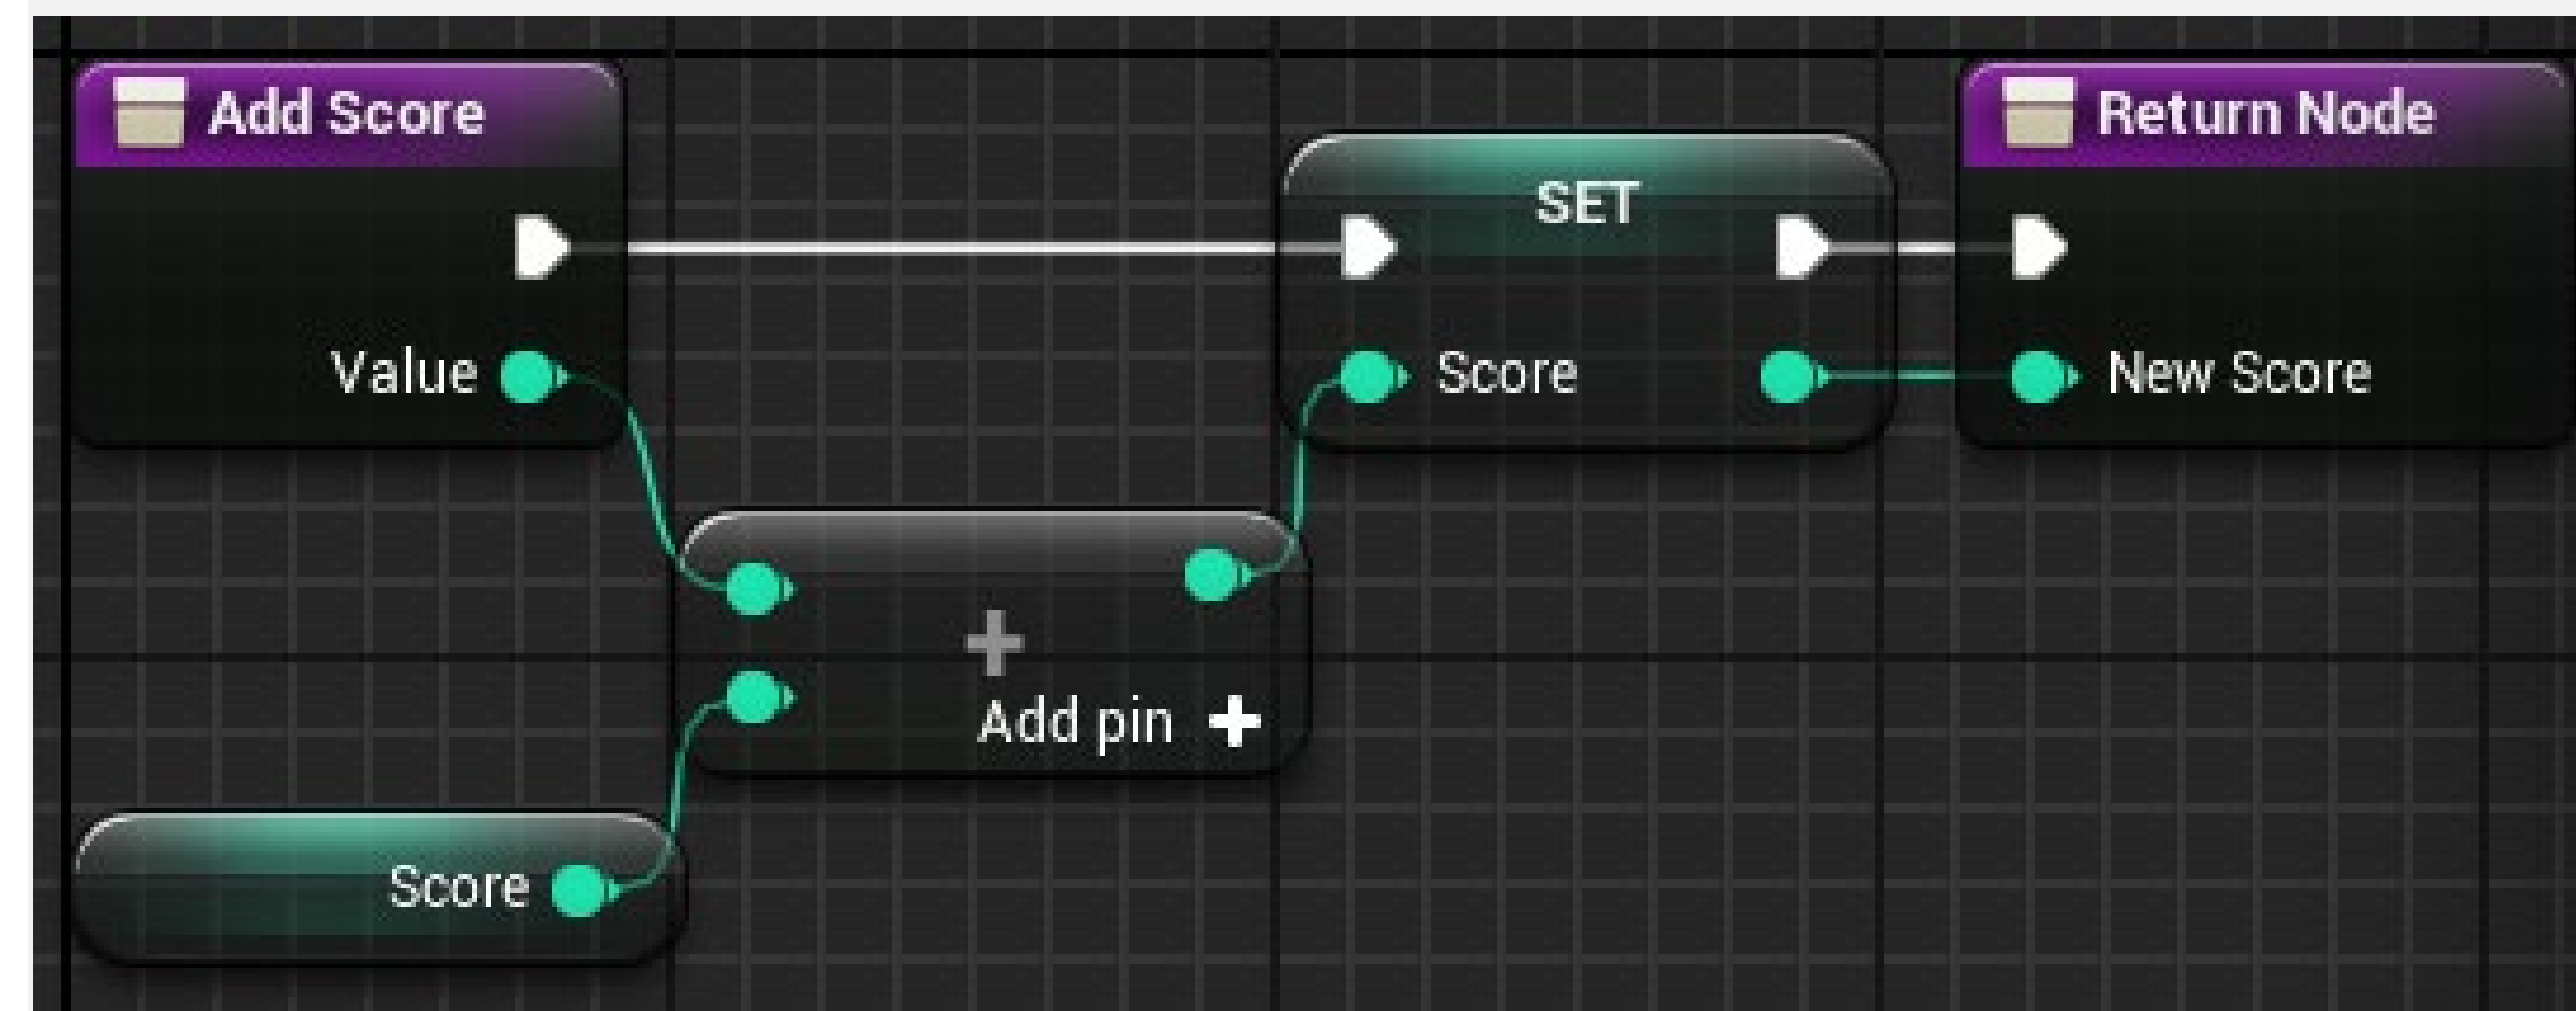 Add Score
Return Node
SET
Value
Score
New Score
+
Add pin +
Score